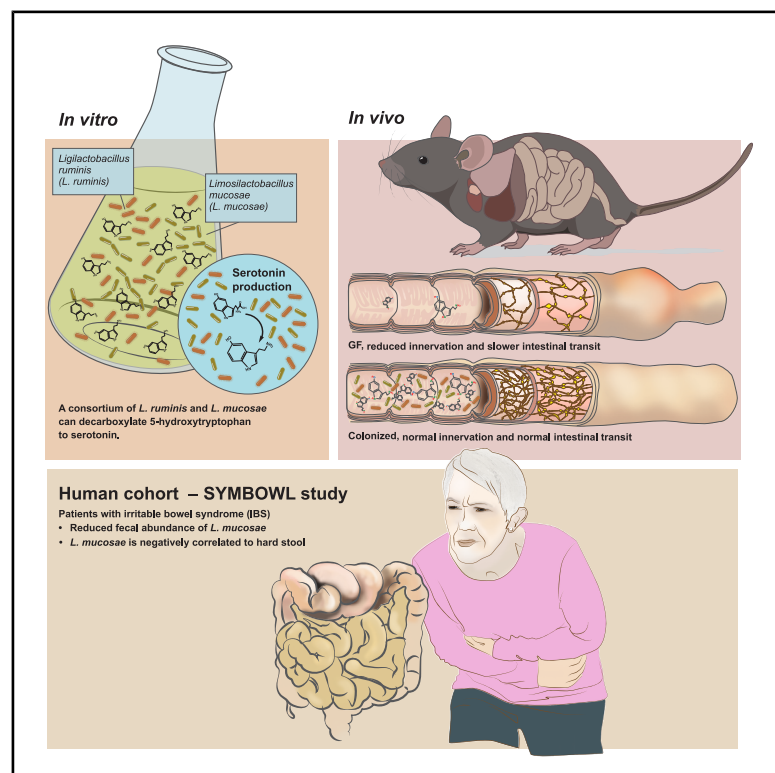 In vitro
Ligilactobacillus
ruminis
(L. ruminis)
Limosilactobacillus
mucosae
(L. mucosae)
Serotonin
production
A consortium of L. ruminis and L. mucosae
can decarboxylate 5-hydroxytryptophan
to serotonin.
In vivo
GF, reduced innervation and slower intestinal transit
Colonized, normal innervation and normal intestinal transit
Human cohort – SYMBOWL study
Patients with irritable bowel syndrome (IBS)
• Reduced fecal abundance of L. mucosae
• L. mucosae is negatively correlated to hard stool